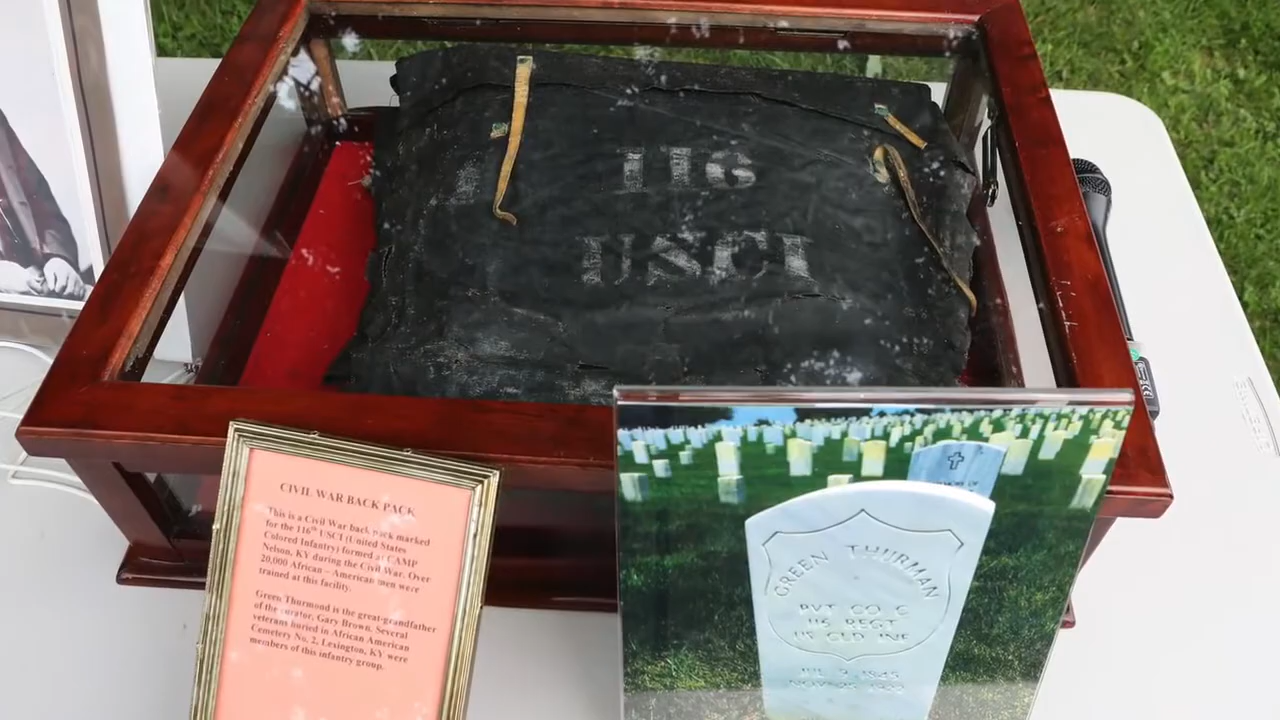 116
USCI
CIVIL WAR BACK PACK
This is a Civil War back pack marked
for the 116th USCI (United States
Colored Infantry) formed at CAMP
Nelson, KY during the Civil War. Over
20,000 African – American men were
trained at this facility.
Green Thurmond is the great-grandfather
of the curator, Gary Brown. Several
veterans buried in African American
Cemetery No. 2, Lexington, KY were
members of this infantry group.
GREEN THURMAN
PVT CO C
116 REGT
US CLD INF
JUL 9 1845